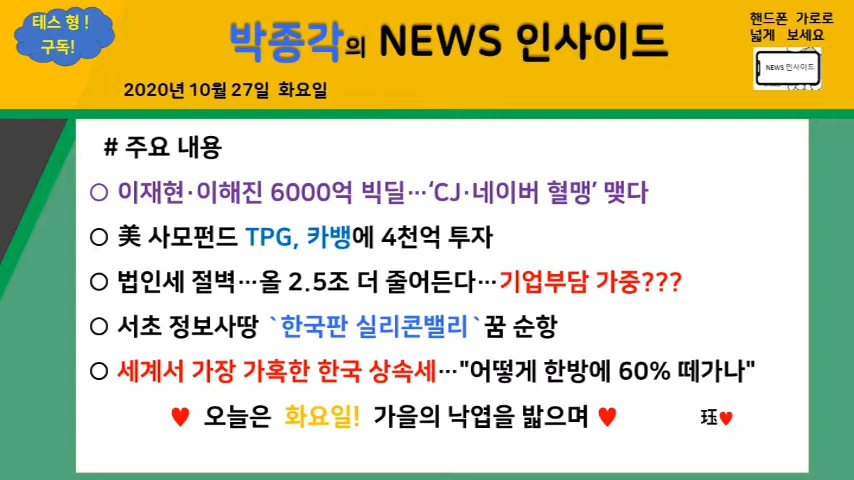 테스 형 !
구독!
박종각의 NEWS 인사이드
핸드폰 가로로
넓게 보세요
NEWS 인사이드
2020년 10월 27일 화요일
# 주요 내용
○ 이재현·이해진 6000억 빅딜…‘CJ·네이버 혈맹’ 맺다
○ 美 사모펀드 TPG, 카뱅에 4천억 투자
○ 법인세 절벽…올 2.5조 더 줄어든다…기업부담 가중???
○ 서초 정보사땅 `한국판 실리콘밸리`꿈 순항
○ 세계서 가장 가혹한 한국 상속세…"어떻게 한방에 60% 떼가나"
♥ 오늘은 화요일! 가을의 낙엽을 밟으며 ♥ 珏♥